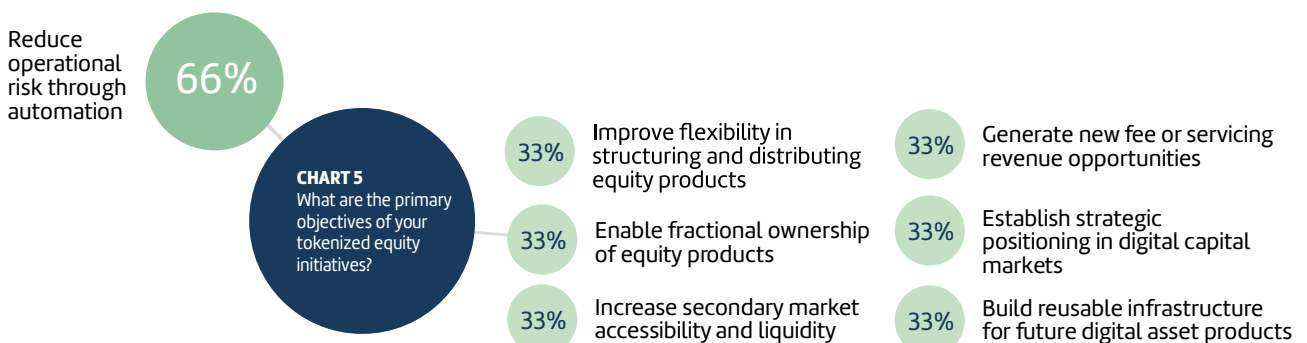 Reduce
operational
risk through
automation
66%
CHART 5
What are the primary
objectives of your
tokenized equity
initiatives?
33%
Improve flexibility in
structuring and distributing
equity products
33%
Enable fractional ownership
of equity products
33%
Increase secondary market
accessibility and liquidity
33%
Generate new fee or servicing
revenue opportunities
33%
Establish strategic
positioning in digital capital
markets
33%
Build reusable infrastructure
for future digital asset products